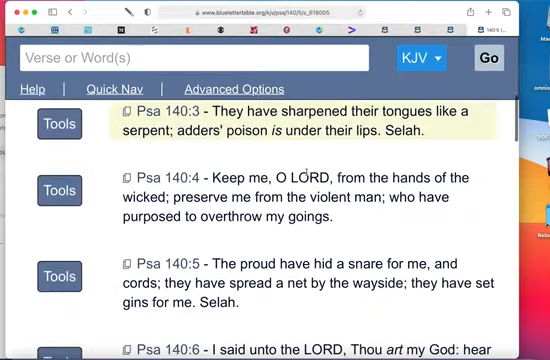 www.blueletterbible.org/kjv/psa/140/5/s_618005
140:5 (...
Verse or Word(s)
KJV
Go
Help | Quick Nav | Advanced Options
Tools
Psa 140:3 - They have sharpened their tongues like a
serpent; adders' poison is under their lips. Selah.
Tools
Psa 140:4 - Keep me, O LORD, from the hands of the
wicked; preserve me from the violent man; who have
purposed to overthrow my goings.
Tools
Psa 140:5 - The proud have hid a snare for me, and
cords; they have spread a net by the wayside; they have set
gins for me. Selah.
Tools
Psa 140:6 - I said unto the LORD, Thou art my God: hear